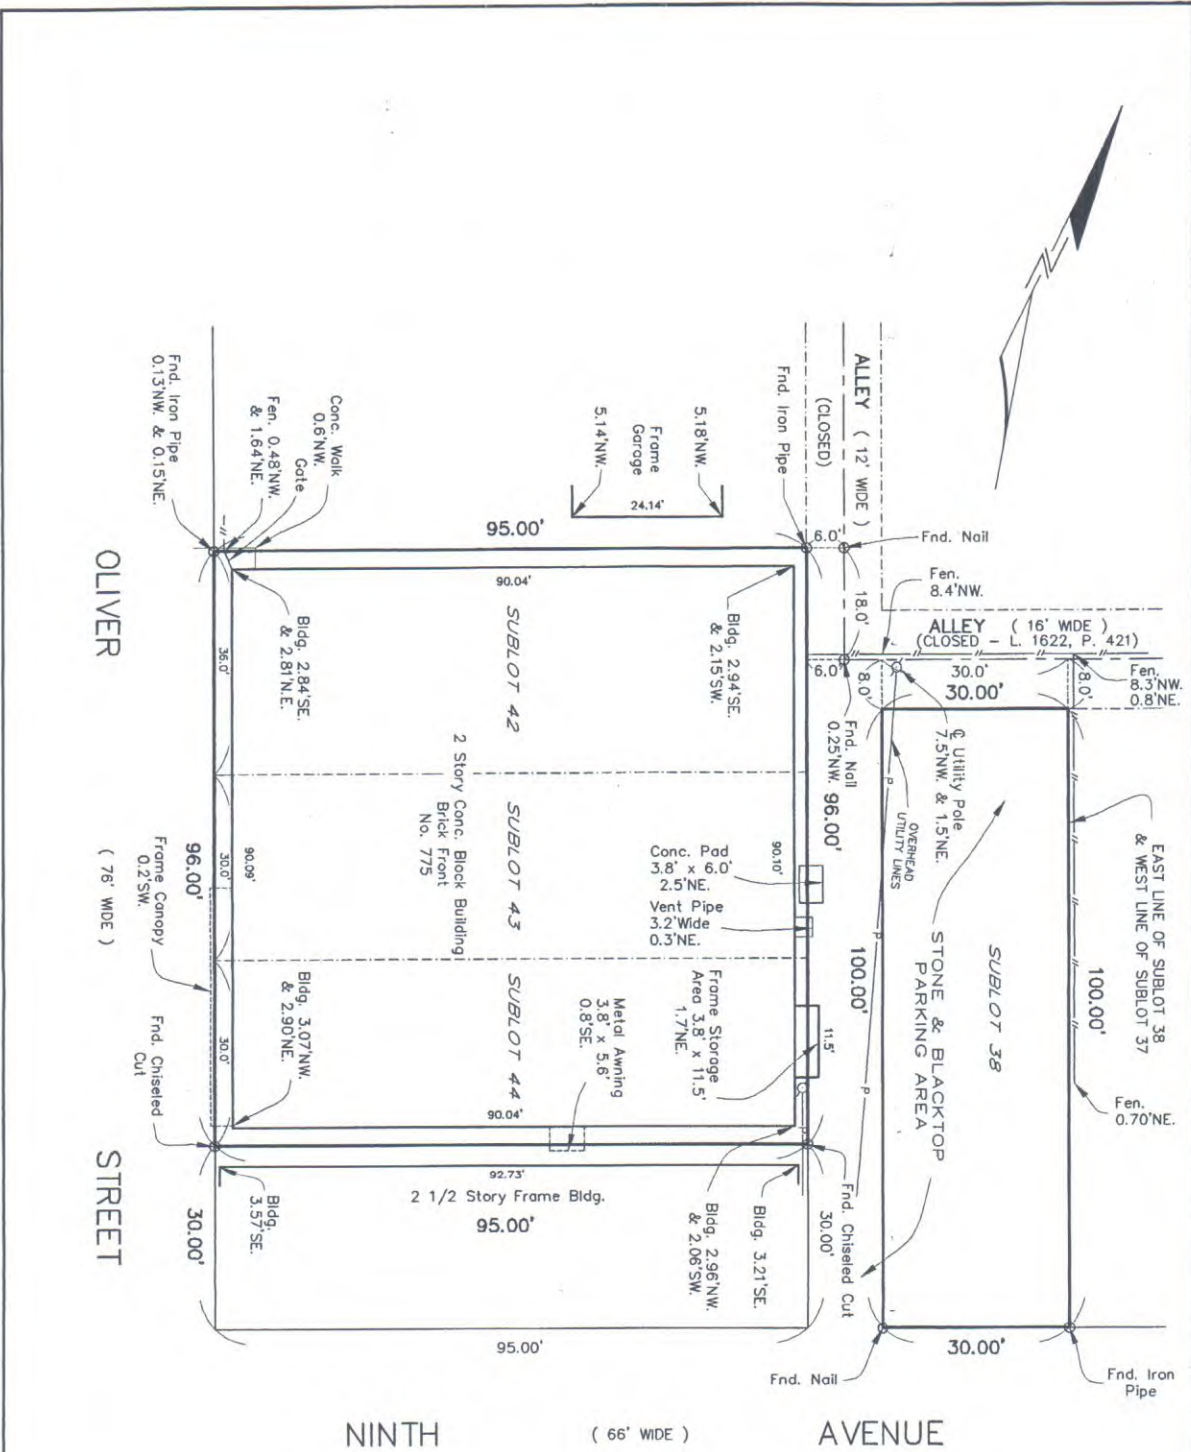 ALLEY ( 12' WIDE )
(CLOSED)
Fnd. Iron Pipe
6.0'
Fnd. Nail
18.0'
Fen.
8.4'NW.
ALLEY ( 16' WIDE )
(CLOSED - L. 1622, P. 421)
6.0'
8.0'
30.0'
30.00'
8.0'
Fen.
8.3'NW.
0.8'NE.
Fnd. Nail
0.25'NW.
96.00'
℄ Utility Pole
7.5'NW. & 1.5'NE.
P
OVERHEAD
UTILITY LINES
P
P
EAST LINE OF SUBLOT 38
& WEST LINE OF SUBLOT 37
100.00'
SUBLOT 38
STONE & BLACKTOP
PARKING AREA
100.00'
Fen.
0.70'NE.
5.18'NW.
Frame
Garage
24.14'
5.14'NW.
Conc. Walk
0.6'NW.
Gate
Fen. 0.48'NW.
& 1.64'NE.
Fnd. Iron Pipe
0.13'NW. & 0.15'NE.
95.00'
90.04'
Bldg. 2.94'SE.
& 2.15'SW.
SUBLOT 42
Bldg. 2.84'SE.
& 2.81'N.E.
36.0'
2 Story Conc. Block Building
Brick Front
No. 775
SUBLOT 43
90.10'
90.09'
30.0'
Conc. Pad
3.8' x 6.0'
2.5'NE.
Vent Pipe
3.2'Wide
0.3'NE.
Frame Storage
Area 3.8' x 11.5'
1.7'NE.
11.5'
SUBLOT 44
Metal Awning
3.8' x 5.6'
0.8'SE.
Bldg. 3.07'NW.
& 2.90'NE.
30.0'
90.04'
96.00'
Frame Canopy
0.2'SW.
Fnd. Chiseled
Cut
OLIVER
( 76' WIDE )
STREET
30.00'
92.73'
2 1/2 Story Frame Bldg.
95.00'
Bldg.
3.57'SE.
Bldg. 2.96'NW.
& 2.06'SW.
Bldg. 3.21'SE.
30.00'
Fnd. Chiseled Cut
95.00'
Fnd. Nail
30.00'
Fnd. Iron
Pipe
NINTH
( 66' WIDE )
AVENUE